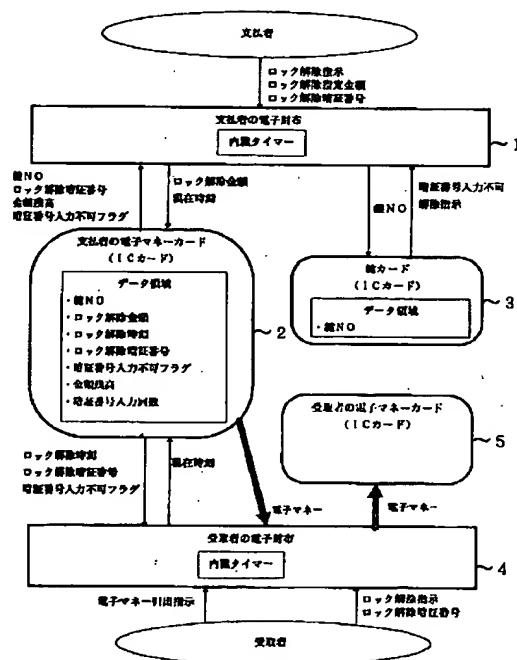 支払者
ロック解除指示
ロック解除指定金額
ロック解除暗証番号
支払者の電子財布
内蔵タイマー
1
鍵NO
ロック解除暗証番号
金額残高
暗証番号入力不可フラグ
ロック解除金額
現在時刻
鍵NO
暗証番号入力不可
解除指示
支払者の電子マネーカード
(ICカード)
データ領域
・鍵NO
・ロック解除金額
・ロック解除時刻
・ロック解除暗証番号
・暗証番号入力不可フラグ
・金額残高
・暗証番号入力回数
2
鍵カード
(ICカード)
データ領域
・鍵NO
3
受取者の電子マネーカード
(ICカード)
5
ロック解除時刻
ロック解除暗証番号
暗証番号入力不可フラグ
現在時刻
電子マネー
電子マネー
受取者の電子財布
内蔵タイマー
4
電子マネー引出指示
ロック解除指示
ロック解除暗証番号
受取者